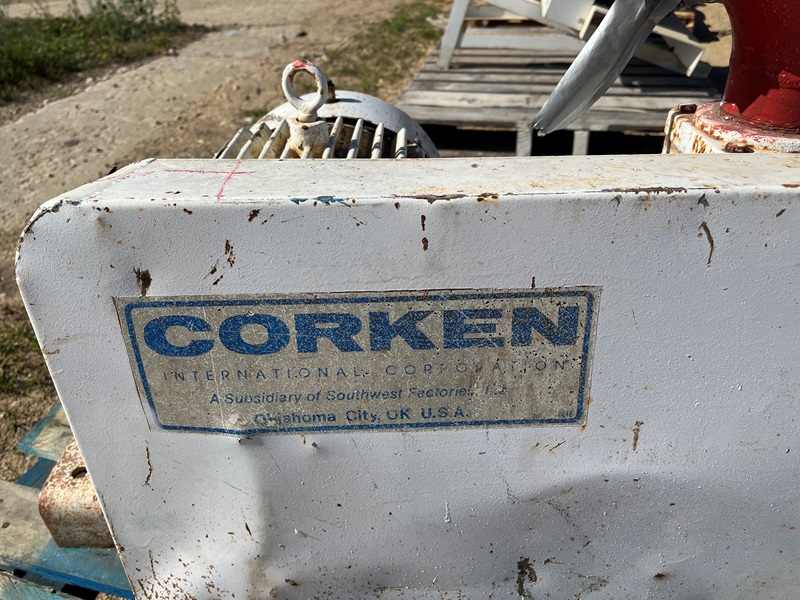 CORKEN
INTERNATIONAL CORPORATION
A Subsidiary of Southwest Factories, Inc.
Oklahoma City, OK U.S.A.